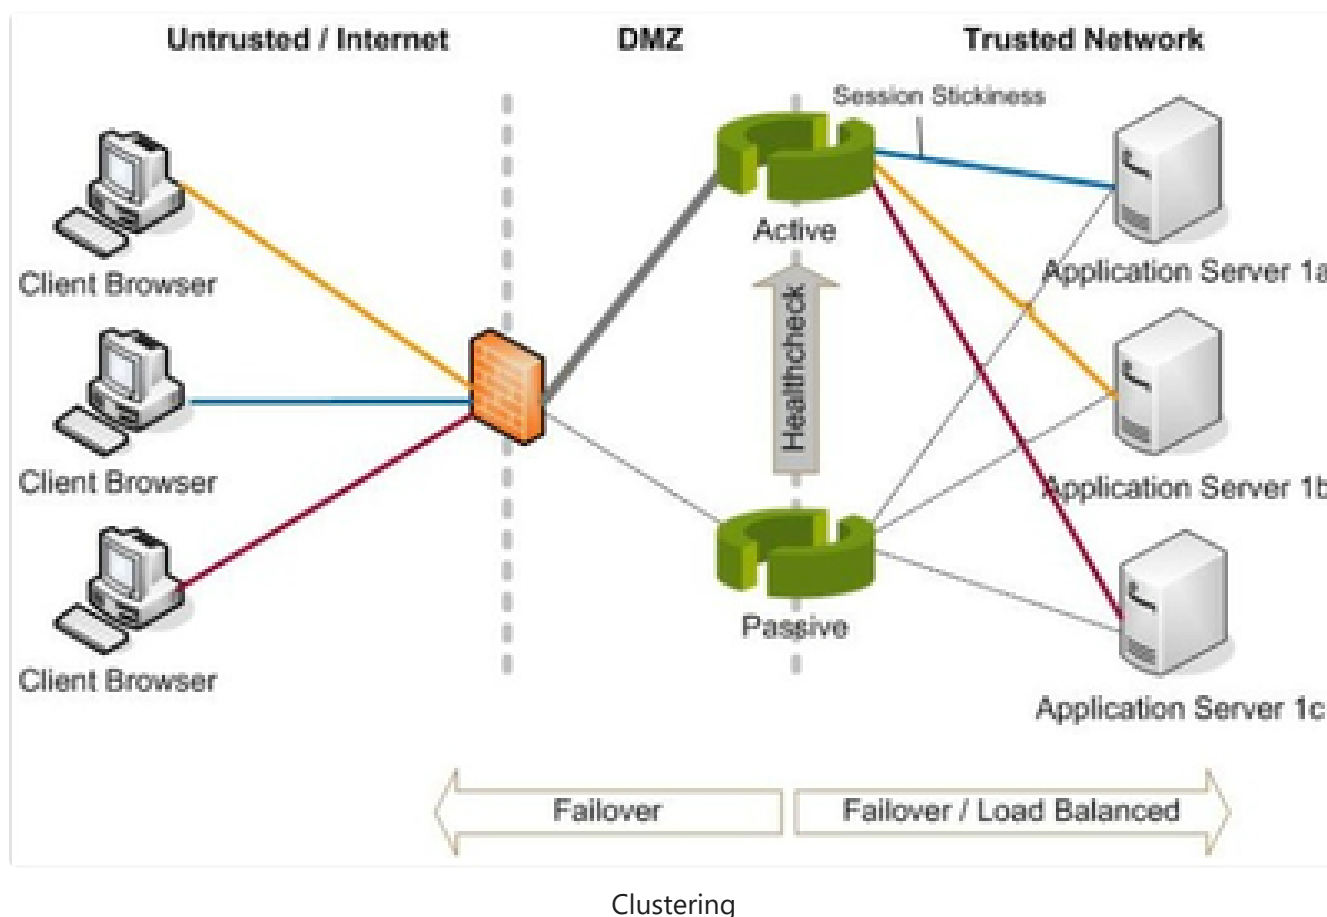 Untrusted / Internet
DMZ
Trusted Network
Session Stickiness
Active
Client Browser
Application Server 1a
Healthcheck
Client Browser
Application Server 1b
Passive
Client Browser
Application Server 1c
Failover
Failover / Load Balanced
Clustering